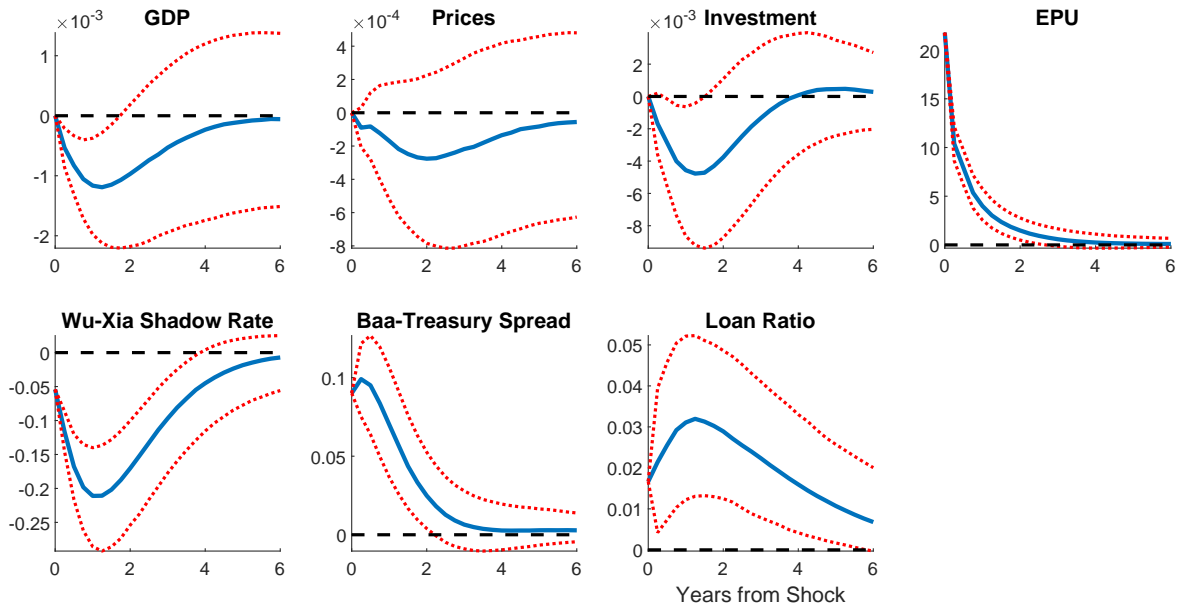 GDP
×10⁻³
1
0
-1
-2
0 2 4 6
Prices
×10⁻⁴
4
2
0
-2
-4
-6
-8
0 2 4 6
Investment
×10⁻³
2
0
-2
-4
-6
-8
0 2 4 6
EPU
20
15
10
5
0
0 2 4 6
Wu-Xia Shadow Rate
0
-0.05
-0.1
-0.15
-0.2
-0.25
0 2 4 6
Baa-Treasury Spread
0.1
0.05
0
0 2 4 6
Loan Ratio
0.05
0.04
0.03
0.02
0.01
0
0 2 4 6
Years from Shock